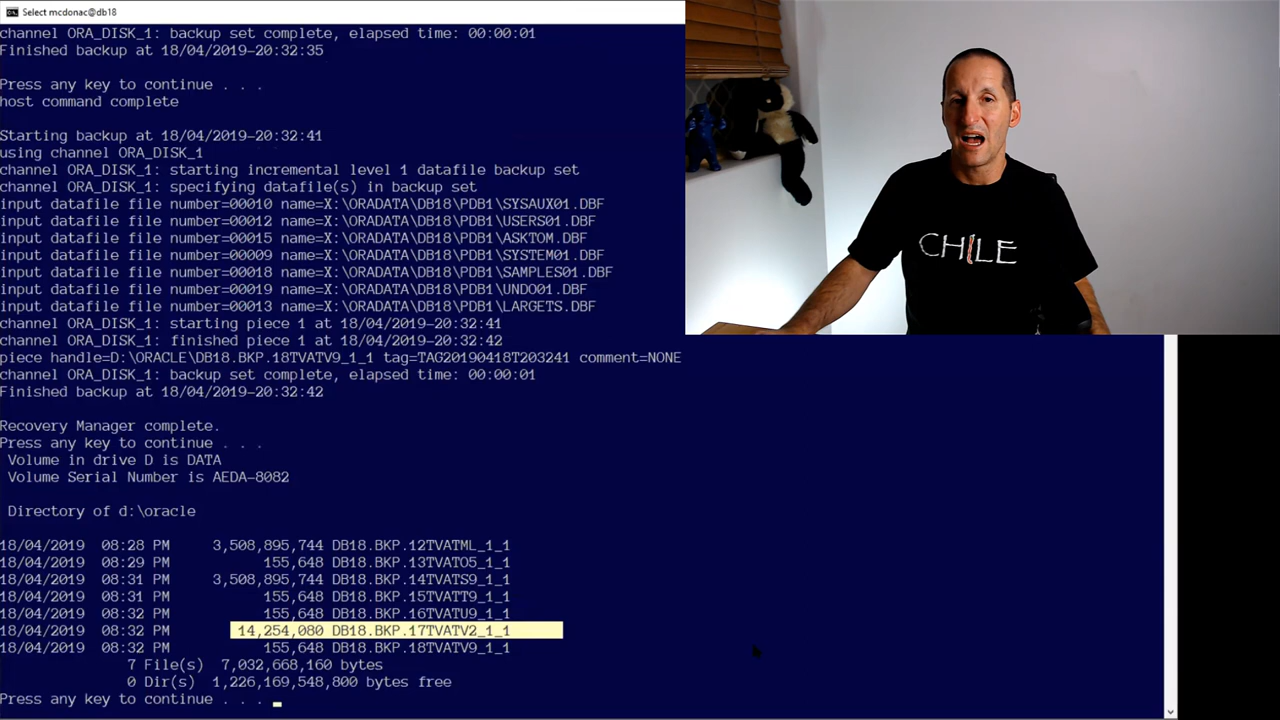 Select mcdonac@db18
channel ORA_DISK_1: backup set complete, elapsed time: 00:00:01
Finished backup at 18/04/2019-20:32:35
Press any key to continue . . .
host command complete
Starting backup at 18/04/2019-20:32:41
using channel ORA_DISK_1
channel ORA_DISK_1: starting incremental level 1 datafile backup set
channel ORA_DISK_1: specifying datafile(s) in backup set
input datafile file number=00010 name=X:\ORADATA\DB18\PDB1\SYSAUX01.DBF
input datafile file number=00012 name=X:\ORADATA\DB18\PDB1\USERS01.DBF
input datafile file number=00015 name=X:\ORADATA\DB18\PDB1\ASKTOM.DBF
input datafile file number=00009 name=X:\ORADATA\DB18\PDB1\SYSTEM01.DBF
input datafile file number=00018 name=X:\ORADATA\DB18\PDB1\SAMPLES01.DBF
input datafile file number=00019 name=X:\ORADATA\DB18\PDB1\UNDO01.DBF
input datafile file number=00013 name=X:\ORADATA\DB18\PDB1\LARGETS.DBF
channel ORA_DISK_1: starting piece 1 at 18/04/2019-20:32:41
channel ORA_DISK_1: finished piece 1 at 18/04/2019-20:32:42
piece handle=D:\ORACLE\DB18.BKP.18TVATV9_1_1 tag=TAG20190418T203241 comment=NONE
channel ORA_DISK_1: backup set complete, elapsed time: 00:00:01
Finished backup at 18/04/2019-20:32:42
Recovery Manager complete.
Press any key to continue . . .
Volume in drive D is DATA
Volume Serial Number is AEDA-8082
Directory of d:\oracle
18/04/2019 08:28 PM 3,508,895,744 DB18.BKP.12TVATML_1_1
18/04/2019 08:29 PM 155,648 DB18.BKP.13TVATO5_1_1
18/04/2019 08:31 PM 3,508,895,744 DB18.BKP.14TVATS9_1_1
18/04/2019 08:31 PM 155,648 DB18.BKP.15TVATT9_1_1
18/04/2019 08:32 PM 155,648 DB18.BKP.16TVATU9_1_1
18/04/2019 08:32 PM 14,254,080 DB18.BKP.17TVATV2_1_1
18/04/2019 08:32 PM 155,648 DB18.BKP.18TVATV9_1_1
7 File(s) 7,032,668,160 bytes
0 Dir(s) 1,226,169,548,800 bytes free
Press any key to continue . . .
CHILE